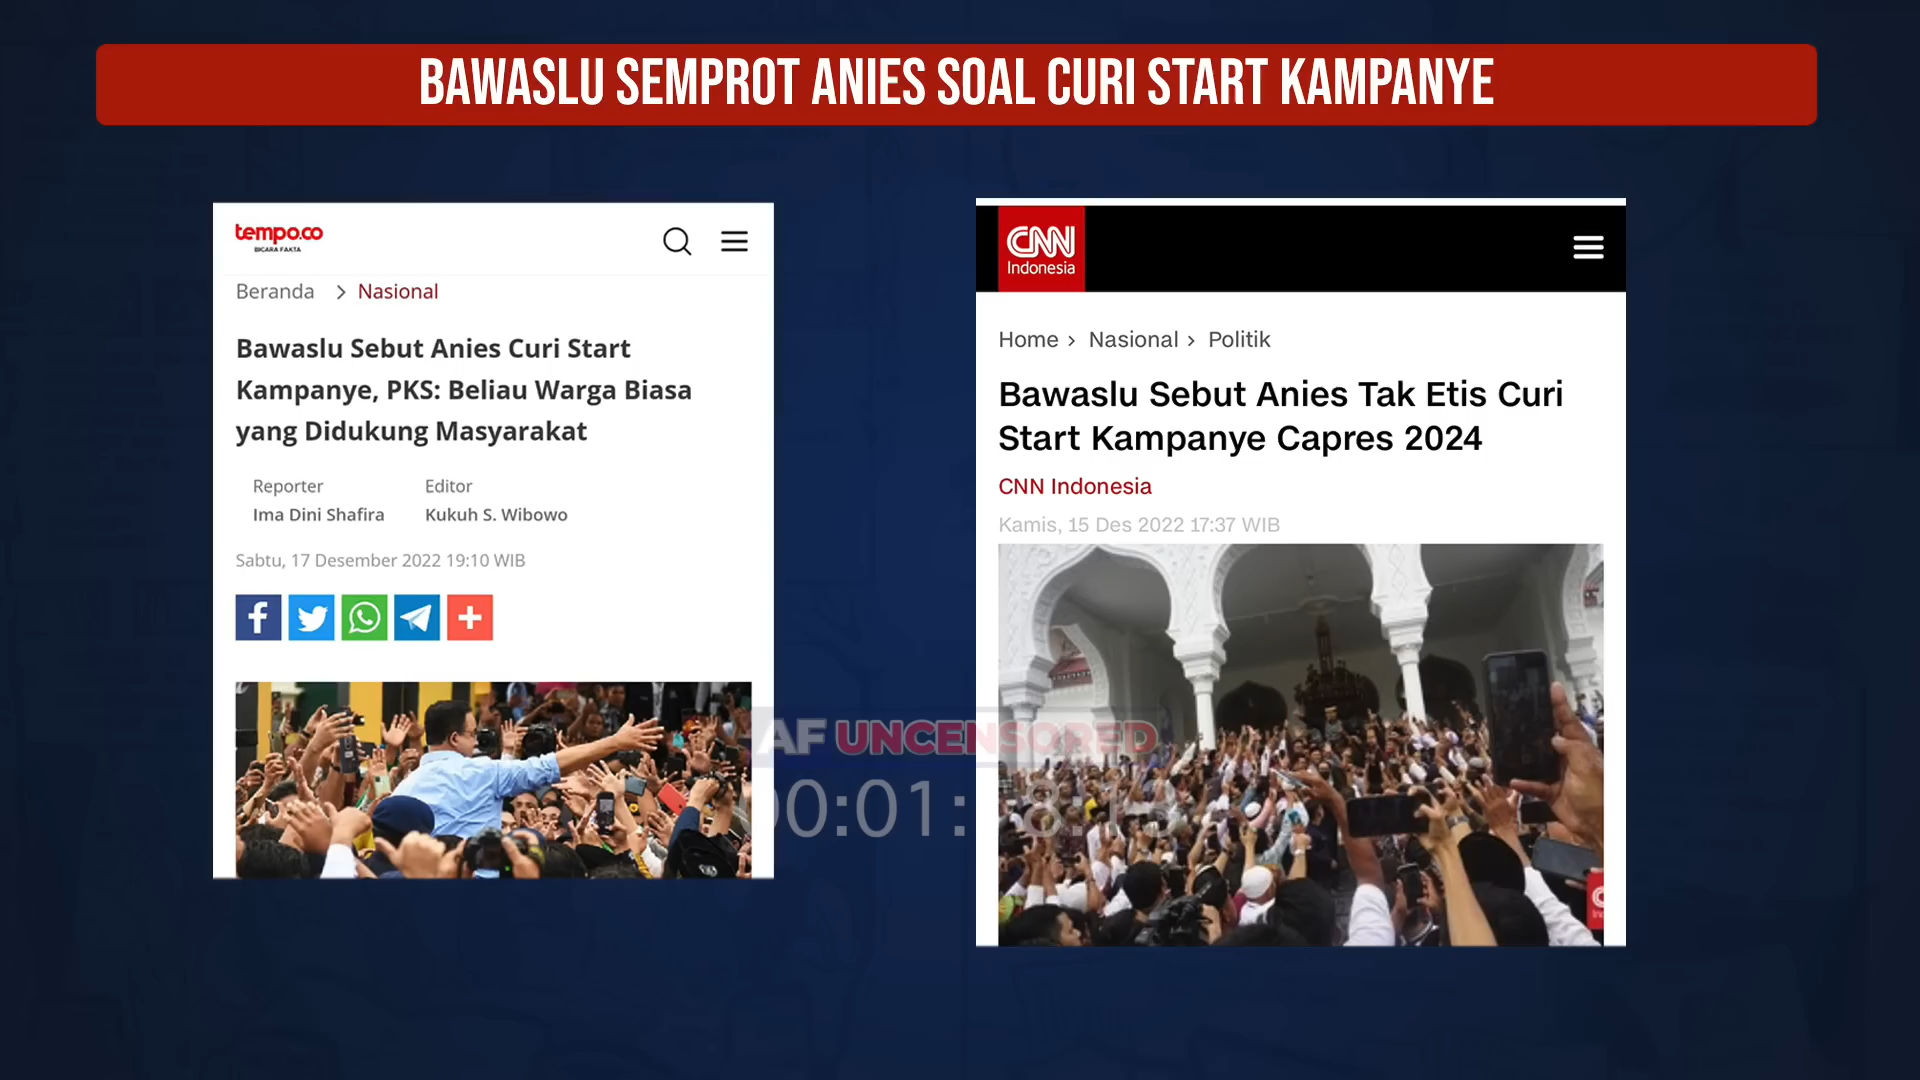 BAWASLU SEMPROT ANIES SOAL CURI START KAMPANYE
tempo.co
BICARA FAKTA
Beranda > Nasional
Bawaslu Sebut Anies Curi Start
Kampanye, PKS: Beliau Warga Biasa
yang Didukung Masyarakat
Reporter Editor
Ima Dini Shafira Kukuh S. Wibowo
Sabtu, 17 Desember 2022 19:10 WIB
CNN
Indonesia
Home > Nasional > Politik
Bawaslu Sebut Anies Tak Etis Curi
Start Kampanye Capres 2024
CNN Indonesia
Kamis, 15 Des 2022 17:37 WIB
AF UNCENSORED